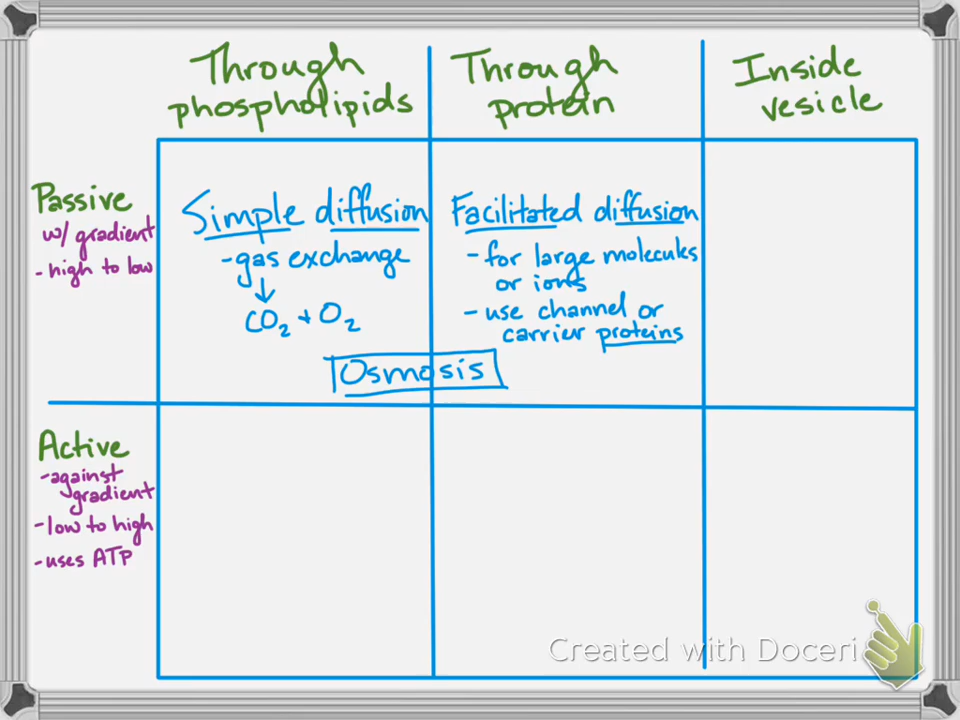 Through
phospholipids
Through
protein
Inside
vesicle
Passive
w/ gradient
- high to low
Simple diffusion
- gas exchange
↓
CO₂ + O₂
Facilitated diffusion
- for large molecules
or ions
- use channel or
carrier proteins
Osmosis
Active
- against
gradient
- low to high
- uses ATP
Created with Doceri